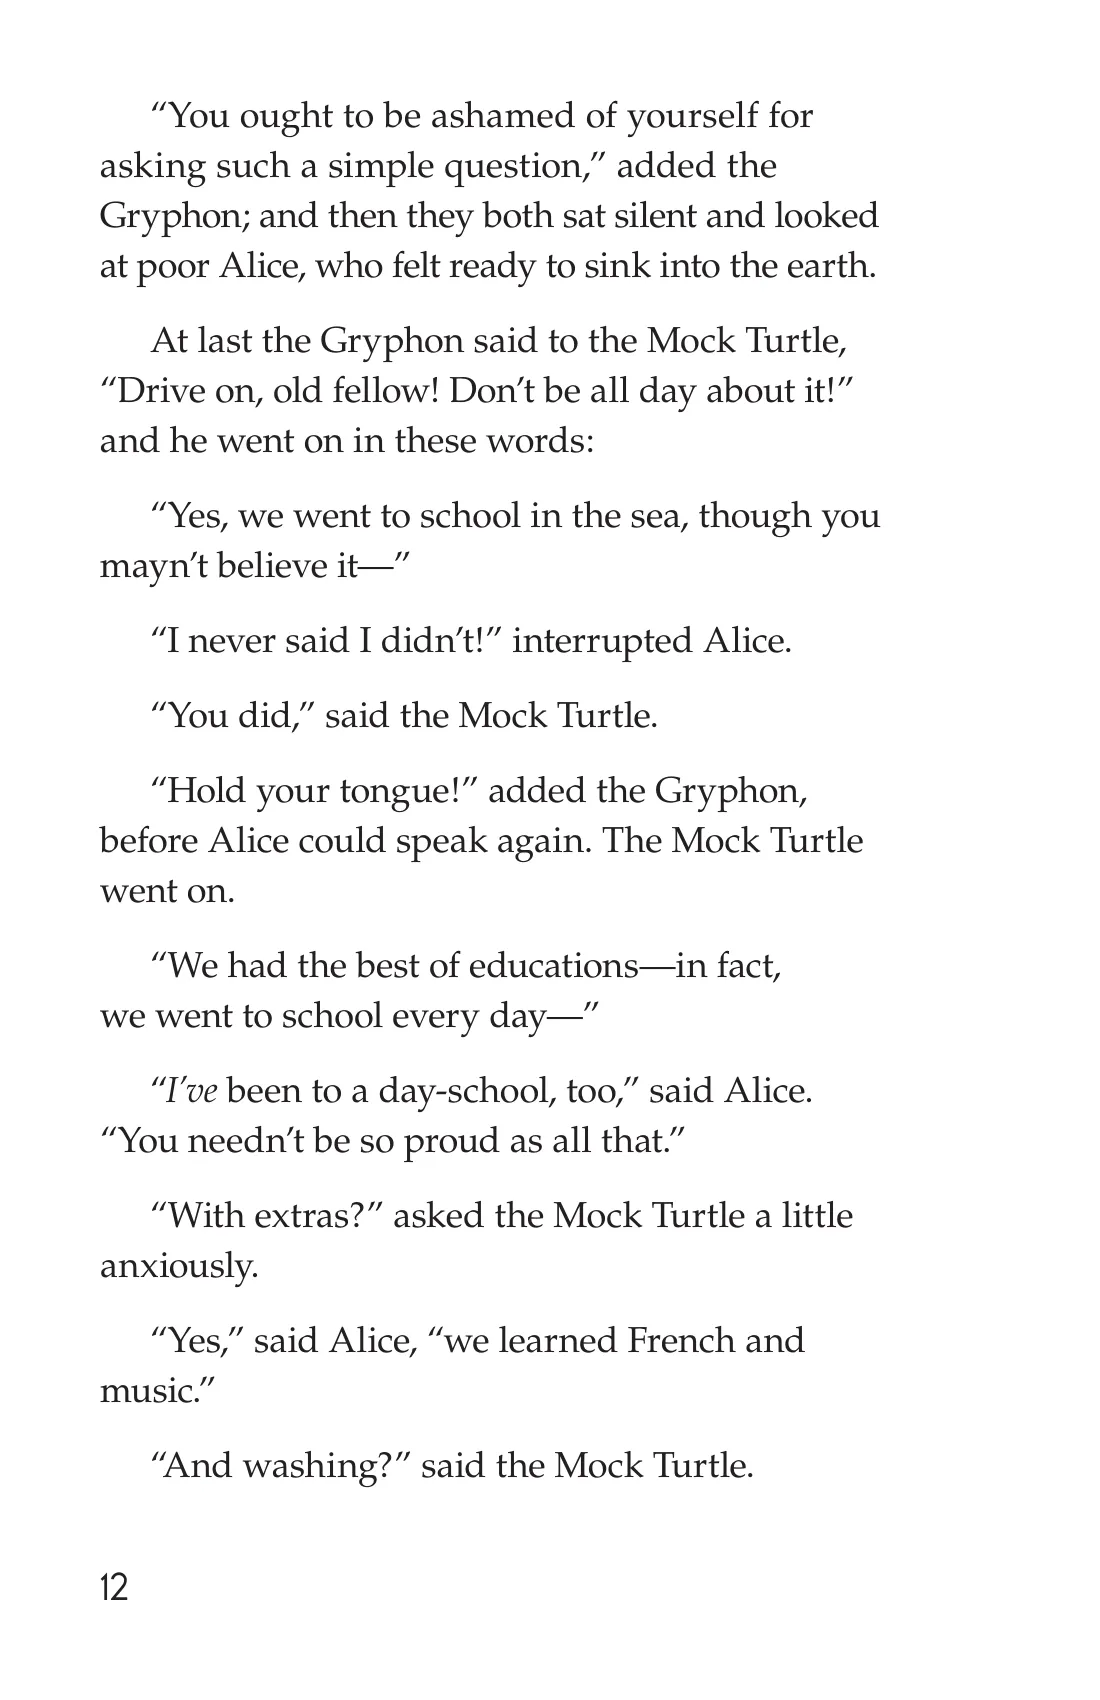 “You ought to be ashamed of yourself for
asking such a simple question,” added the
Gryphon; and then they both sat silent and looked
at poor Alice, who felt ready to sink into the earth.
At last the Gryphon said to the Mock Turtle,
“Drive on, old fellow! Don’t be all day about it!”
and he went on in these words:
“Yes, we went to school in the sea, though you
mayn’t believe it—”
“I never said I didn’t!” interrupted Alice.
“You did,” said the Mock Turtle.
“Hold your tongue!” added the Gryphon,
before Alice could speak again. The Mock Turtle
went on.
“We had the best of educations—in fact,
we went to school every day—”
“I’ve been to a day-school, too,” said Alice.
“You needn’t be so proud as all that.”
“With extras?” asked the Mock Turtle a little
anxiously.
“Yes,” said Alice, “we learned French and
music.”
“And washing?” said the Mock Turtle.
12